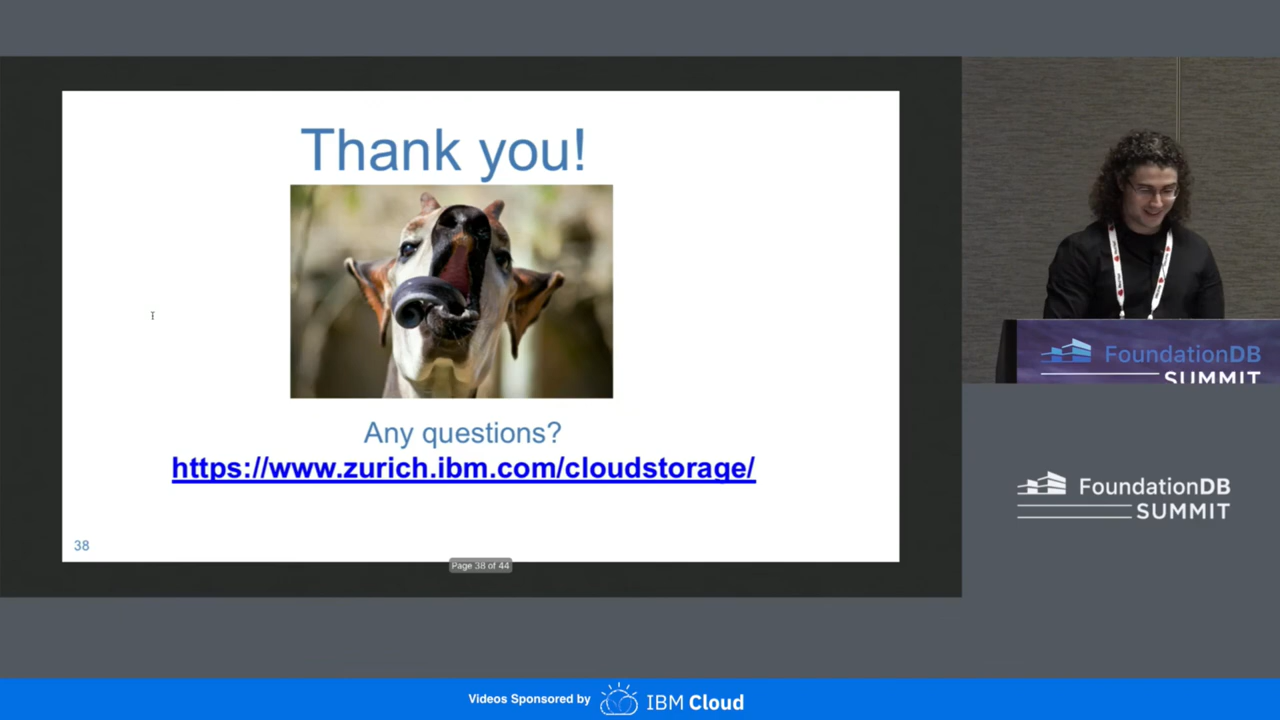 Thank you!
Any questions?
https://www.zurich.ibm.com/cloudstorage/
38
Page 38 of 44
FoundationDB
SUMMIT
FoundationDB
SUMMIT
Videos Sponsored by
IBM Cloud